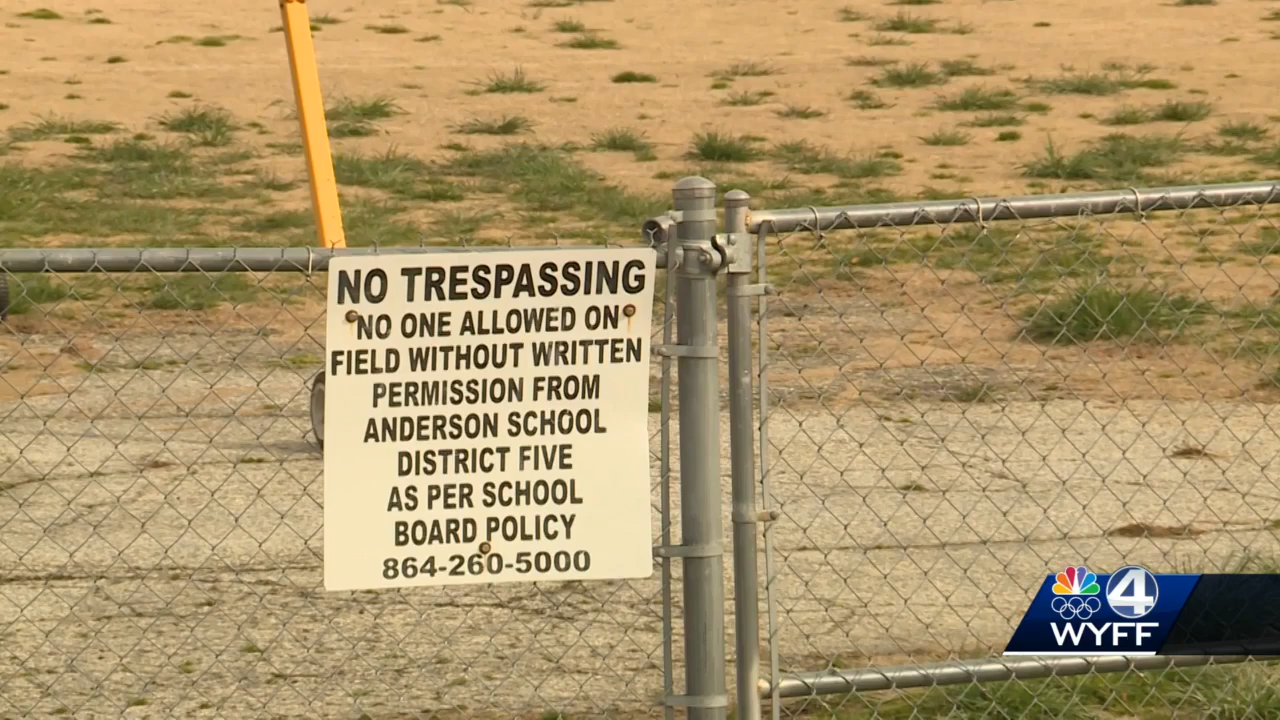 NO TRESPASSING
NO ONE ALLOWED ON
FIELD WITHOUT WRITTEN
PERMISSION FROM
ANDERSON SCHOOL
DISTRICT FIVE
AS PER SCHOOL
BOARD POLICY
864-260-5000
4
WYFF